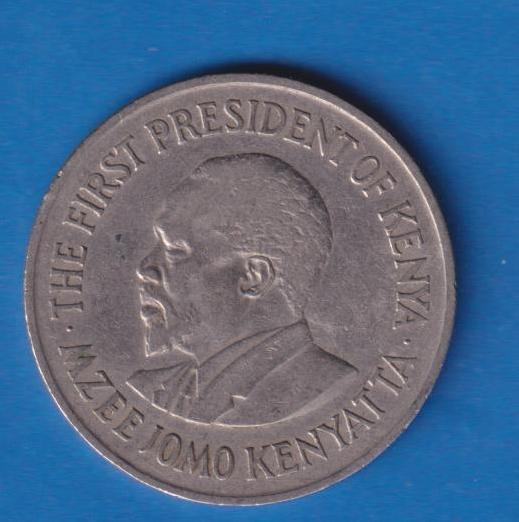 · THE FIRST PRESIDENT OF KENYA ·
MZEE JOMO KENYATTA